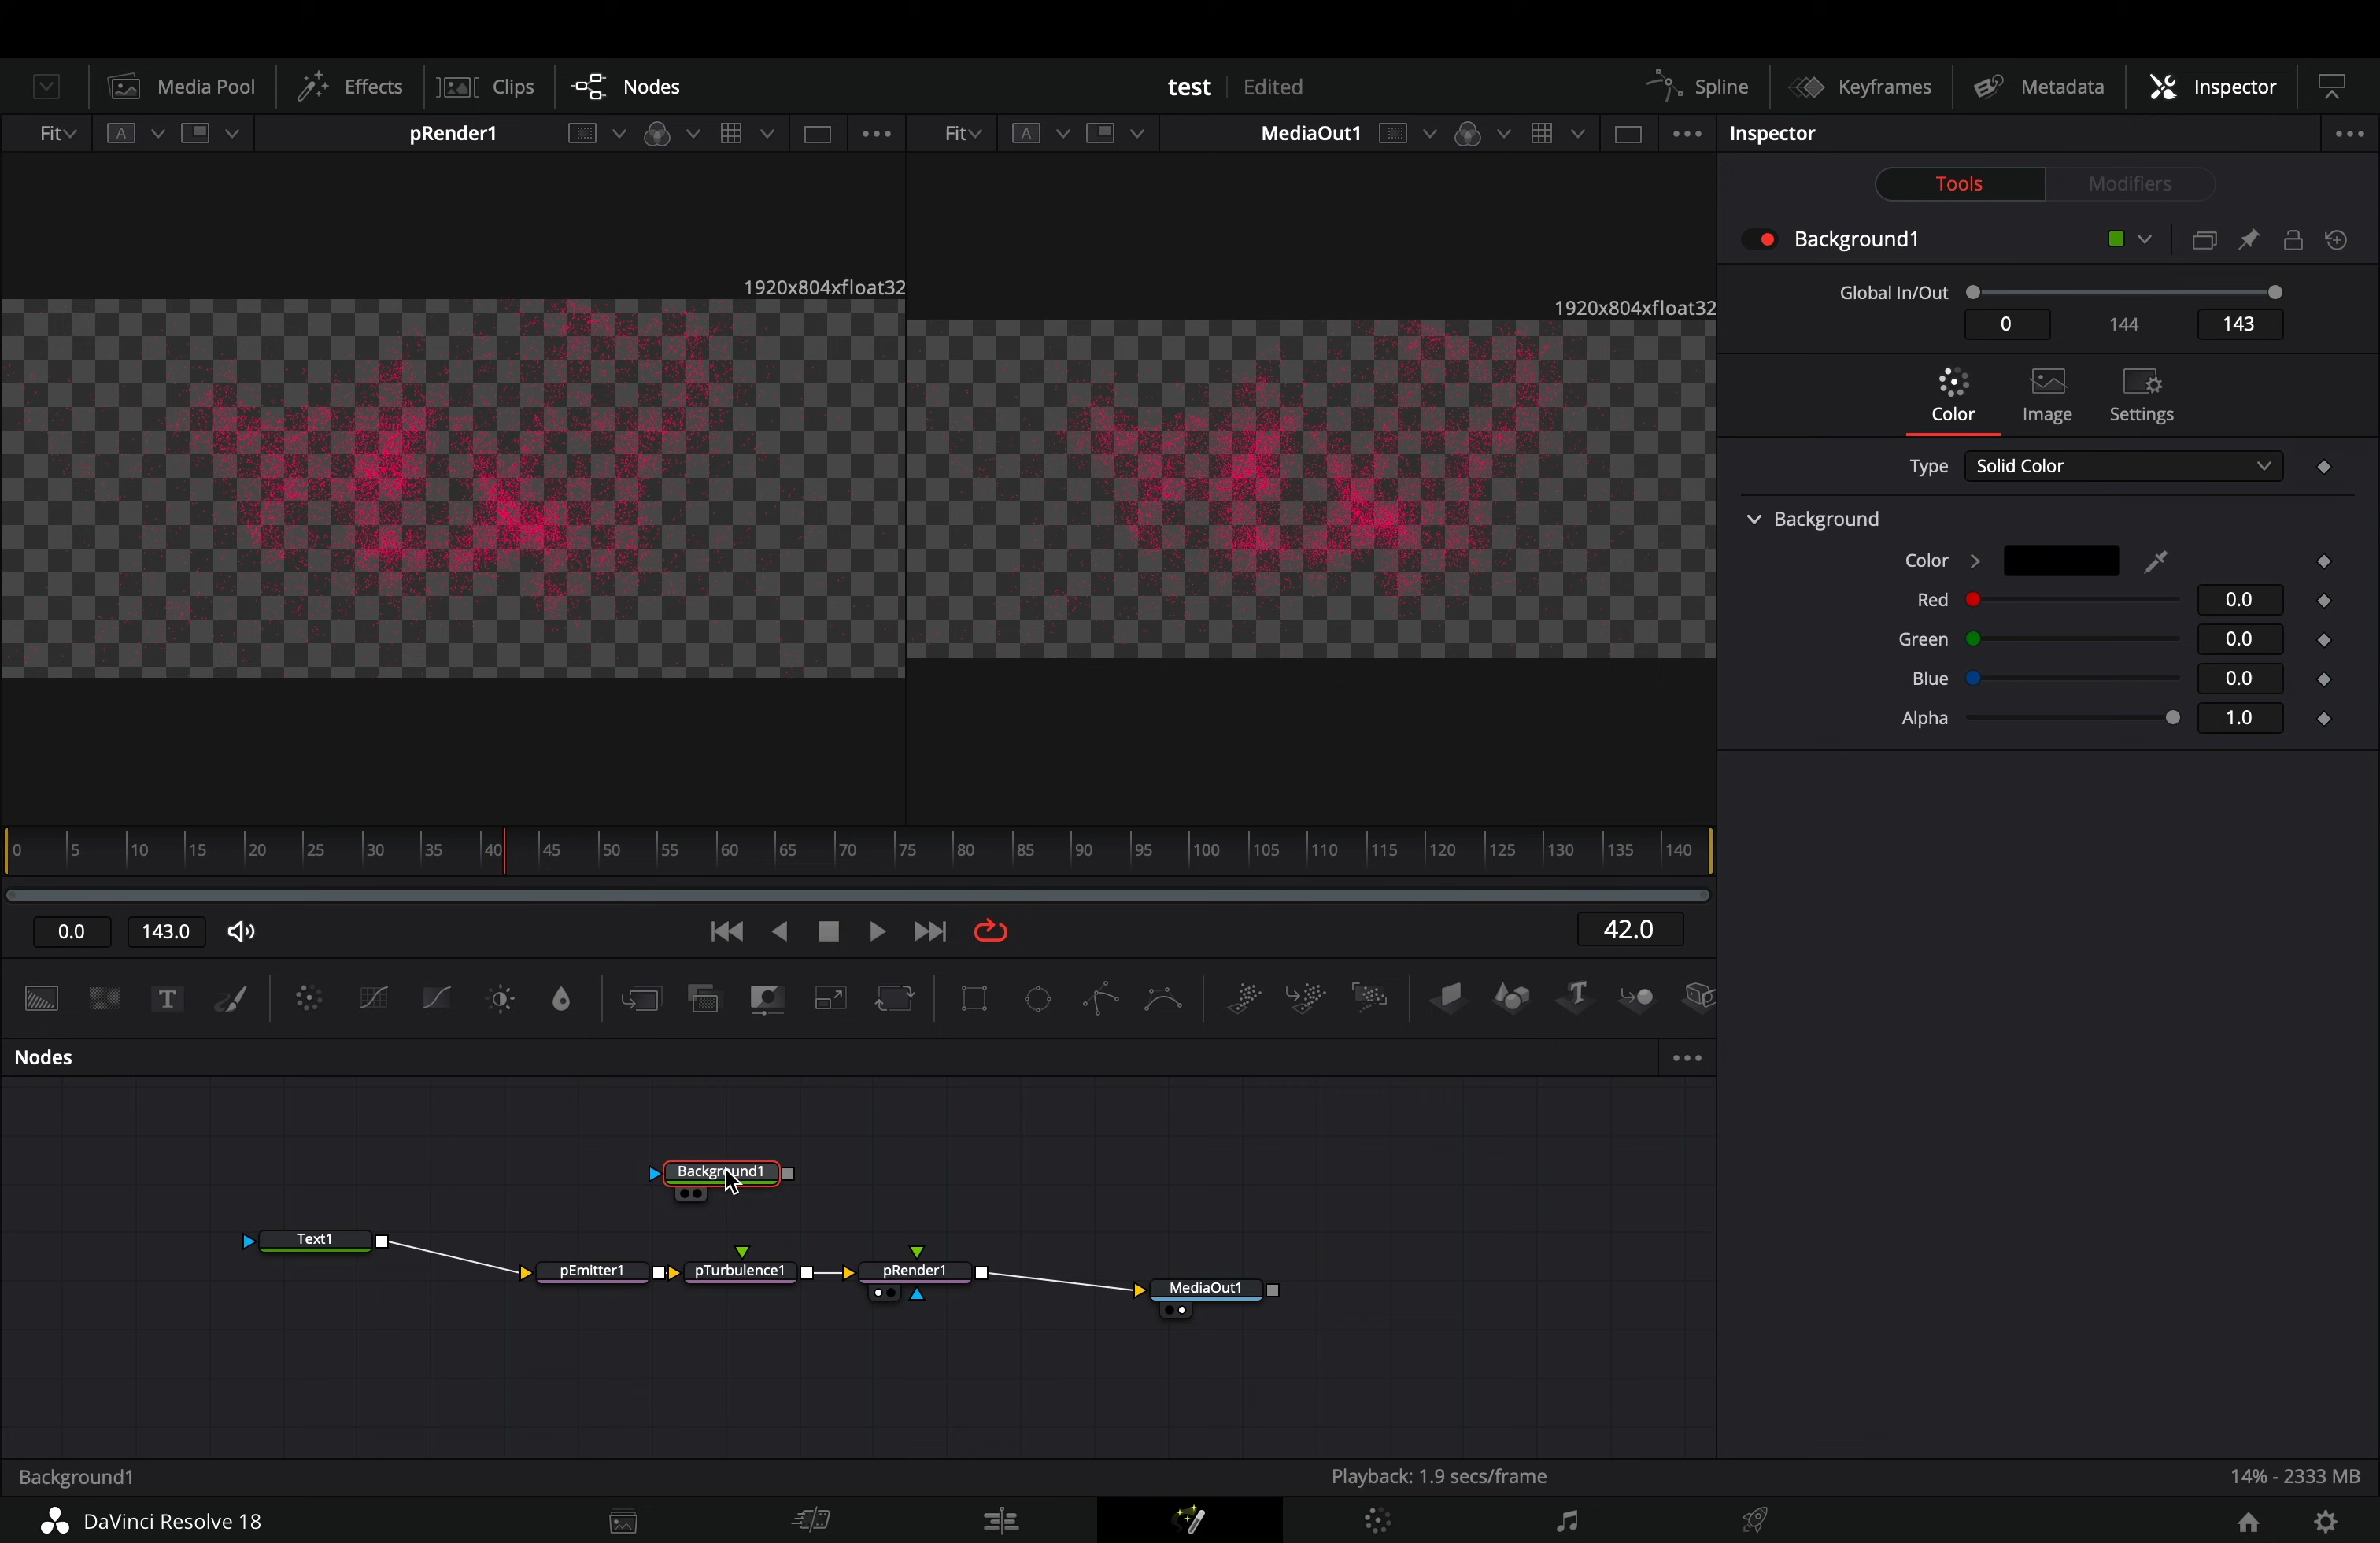 Media Pool Effects Clips Nodes test Edited Spline Keyframes Metadata Inspector
Fit A pRender1 Fit A MediaOut1 Inspector
Tools Modifiers
Background1
1920x804xfloat32
1920x804xfloat32
Global In/Out
0 144 143
Color Image Settings
Type Solid Color
Background
Color
Red 0.0
Green 0.0
Blue 0.0
Alpha 1.0
0 5 10 15 20 25 30 35 40 45 50 55 60 65 70 75 80 85 90 95 100 105 110 115 120 125 130 135 140
0.0 143.0 42.0
T T
Nodes
Background1
Text1
pEmitter1 pTurbulence1 pRender1
MediaOut1
Background1 Playback: 1.9 secs/frame 14% - 2333 MB
DaVinci Resolve 18